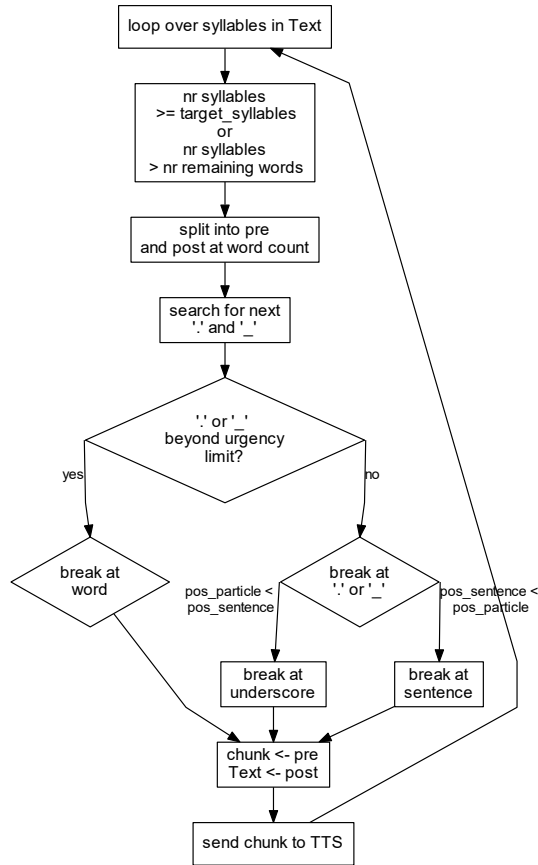 loop over syllables in Text
nr syllables
>= target_syllables
or
nr syllables
> nr remaining words
split into pre
and post at word count
search for next
'.' and '_'
'.' or '_'
beyond urgency
limit?
yes
no
break at
word
break at
'.' or '_'
pos_particle <
pos_sentence
pos_sentence <
pos_particle
break at
underscore
break at
sentence
chunk <- pre
Text <- post
send chunk to TTS